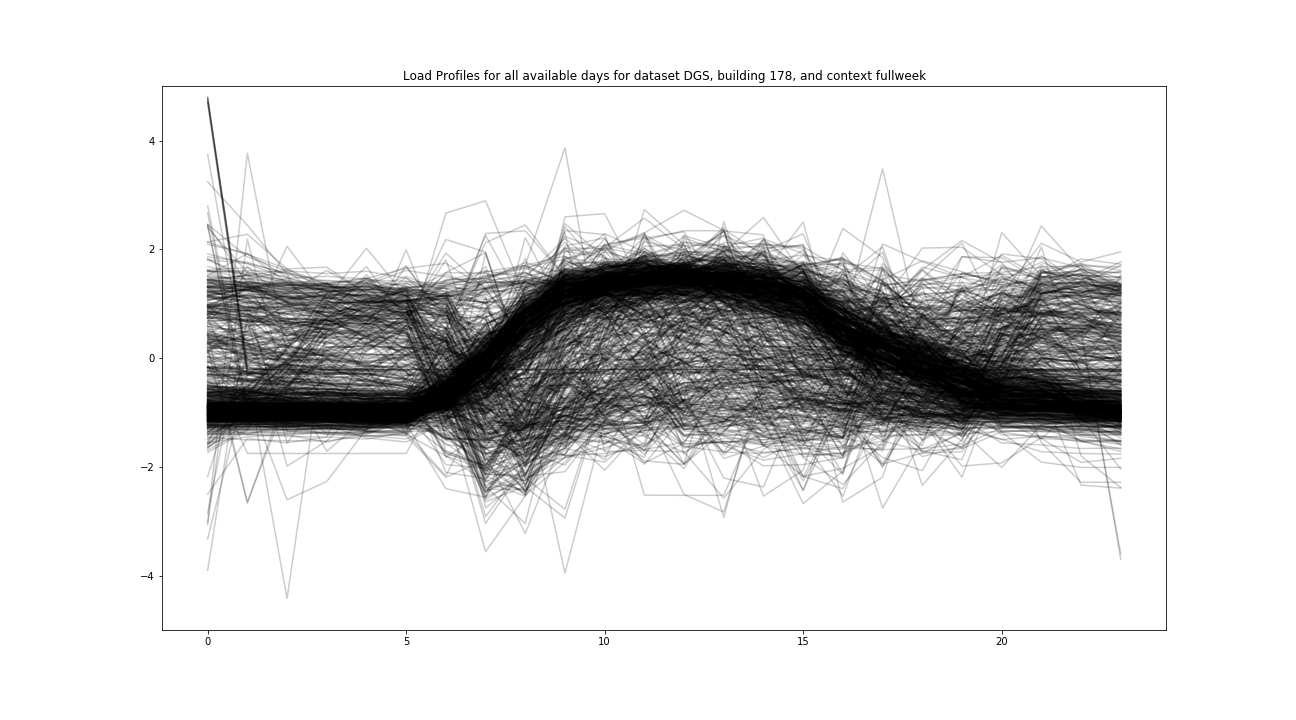 Load Profiles for all available days for dataset DGS, building 178, and context fullweek
4
2
0
−2
−4
0 5 10 15 20